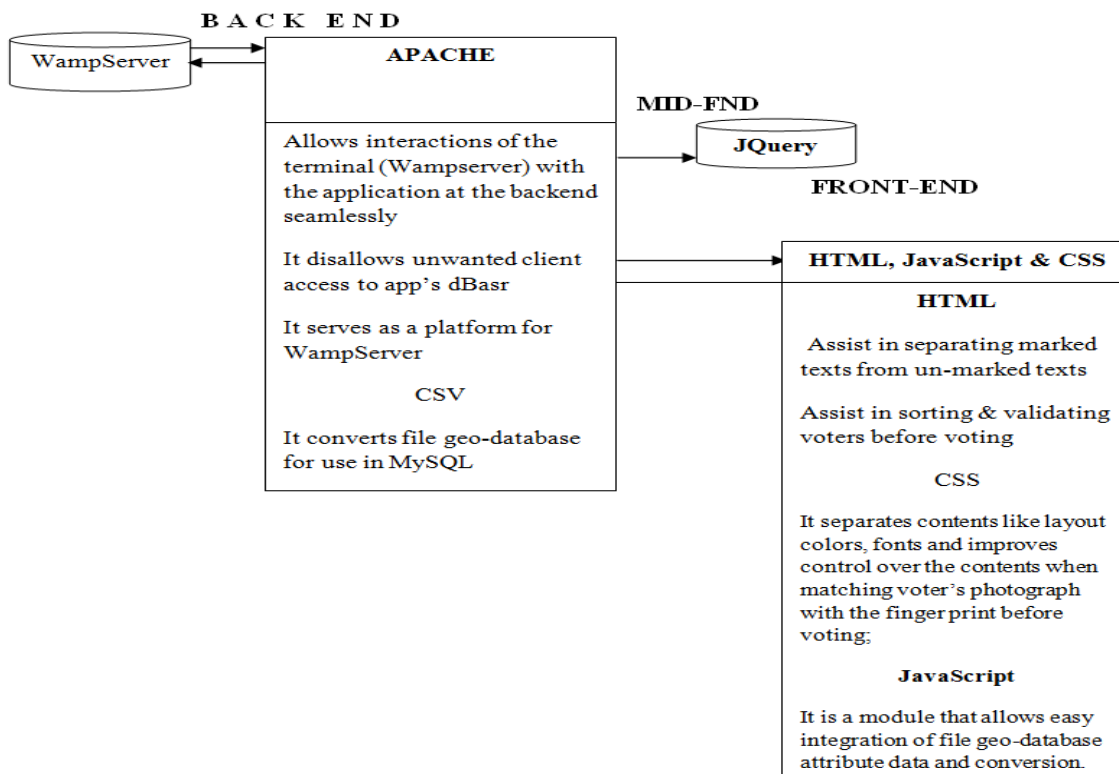 BACK END
WampServer
APACHE
Allows interactions of the
terminal (Wampserver) with
the application at the backend
seamlessly
It disallows unwanted client
access to app's dBasr
It serves as a platform for
WampServer
CSV
It converts file geo-database
for use in MySQL
MID-FND
JQuery
FRONT-END
HTML, JavaScript & CSS
HTML
Assist in separating marked
texts from un-marked texts
Assist in sorting & validating
voters before voting
CSS
It separates contents like layout
colors, fonts and improves
control over the contents when
matching voter's photograph
with the finger print before
voting;
JavaScript
It is a module that allows easy
integration of file geo-database
attribute data and conversion.